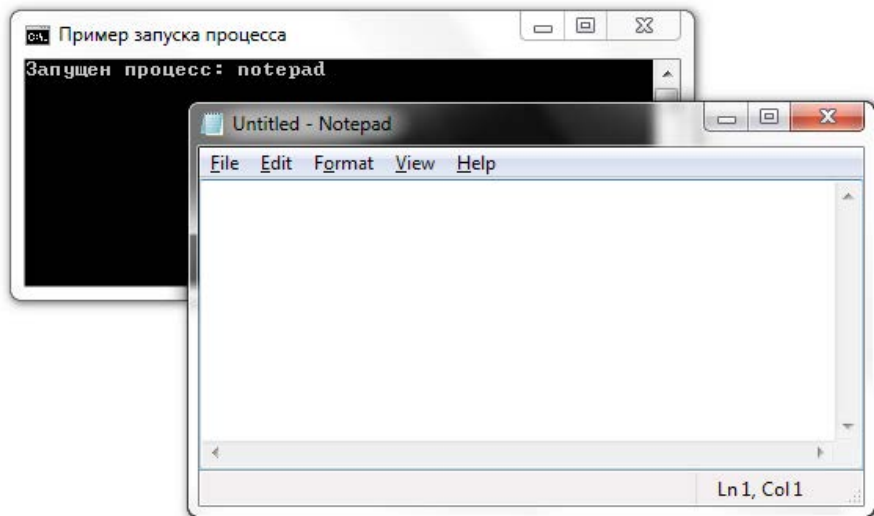 Пример запуска процесса
Запущен процесс: notepad
Untitled - Notepad
File Edit Format View Help
Ln 1, Col 1